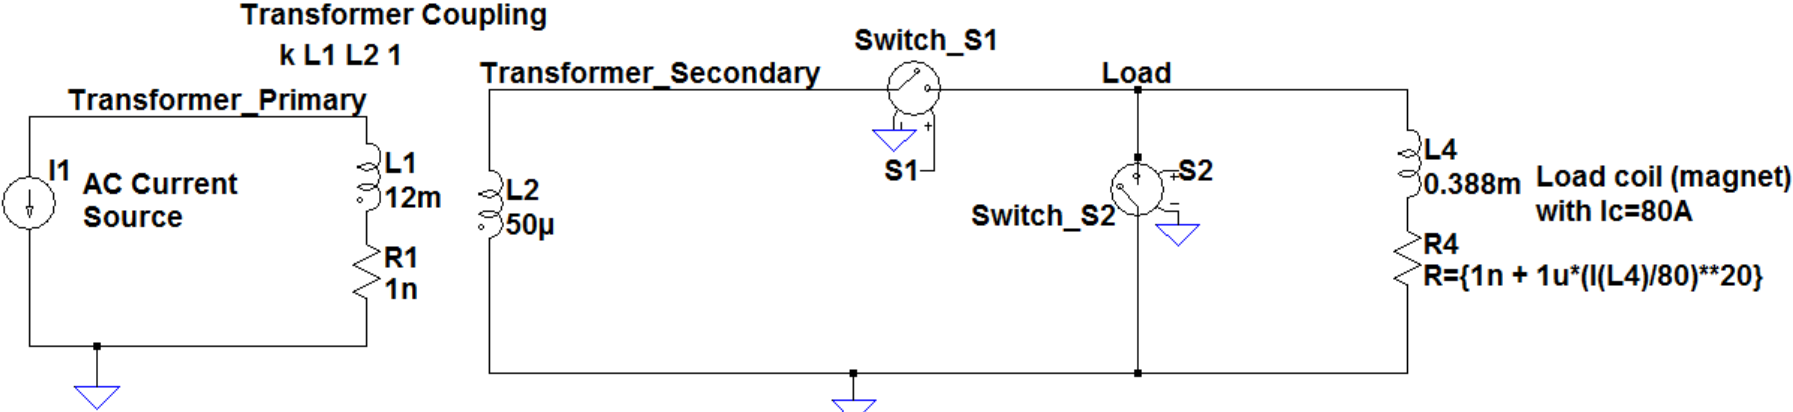 Transformer Coupling
k L1 L2 1
Transformer_Primary
I1
AC Current
Source
L1
12m
R1
1n
Transformer_Secondary
L2
50µ
Switch_S1
+
S1
Load
S2
+
Switch_S2
L4
0.388m
Load coil (magnet)
with Ic=80A
R4
R={1n + 1u*(I(L4)/80)**20}